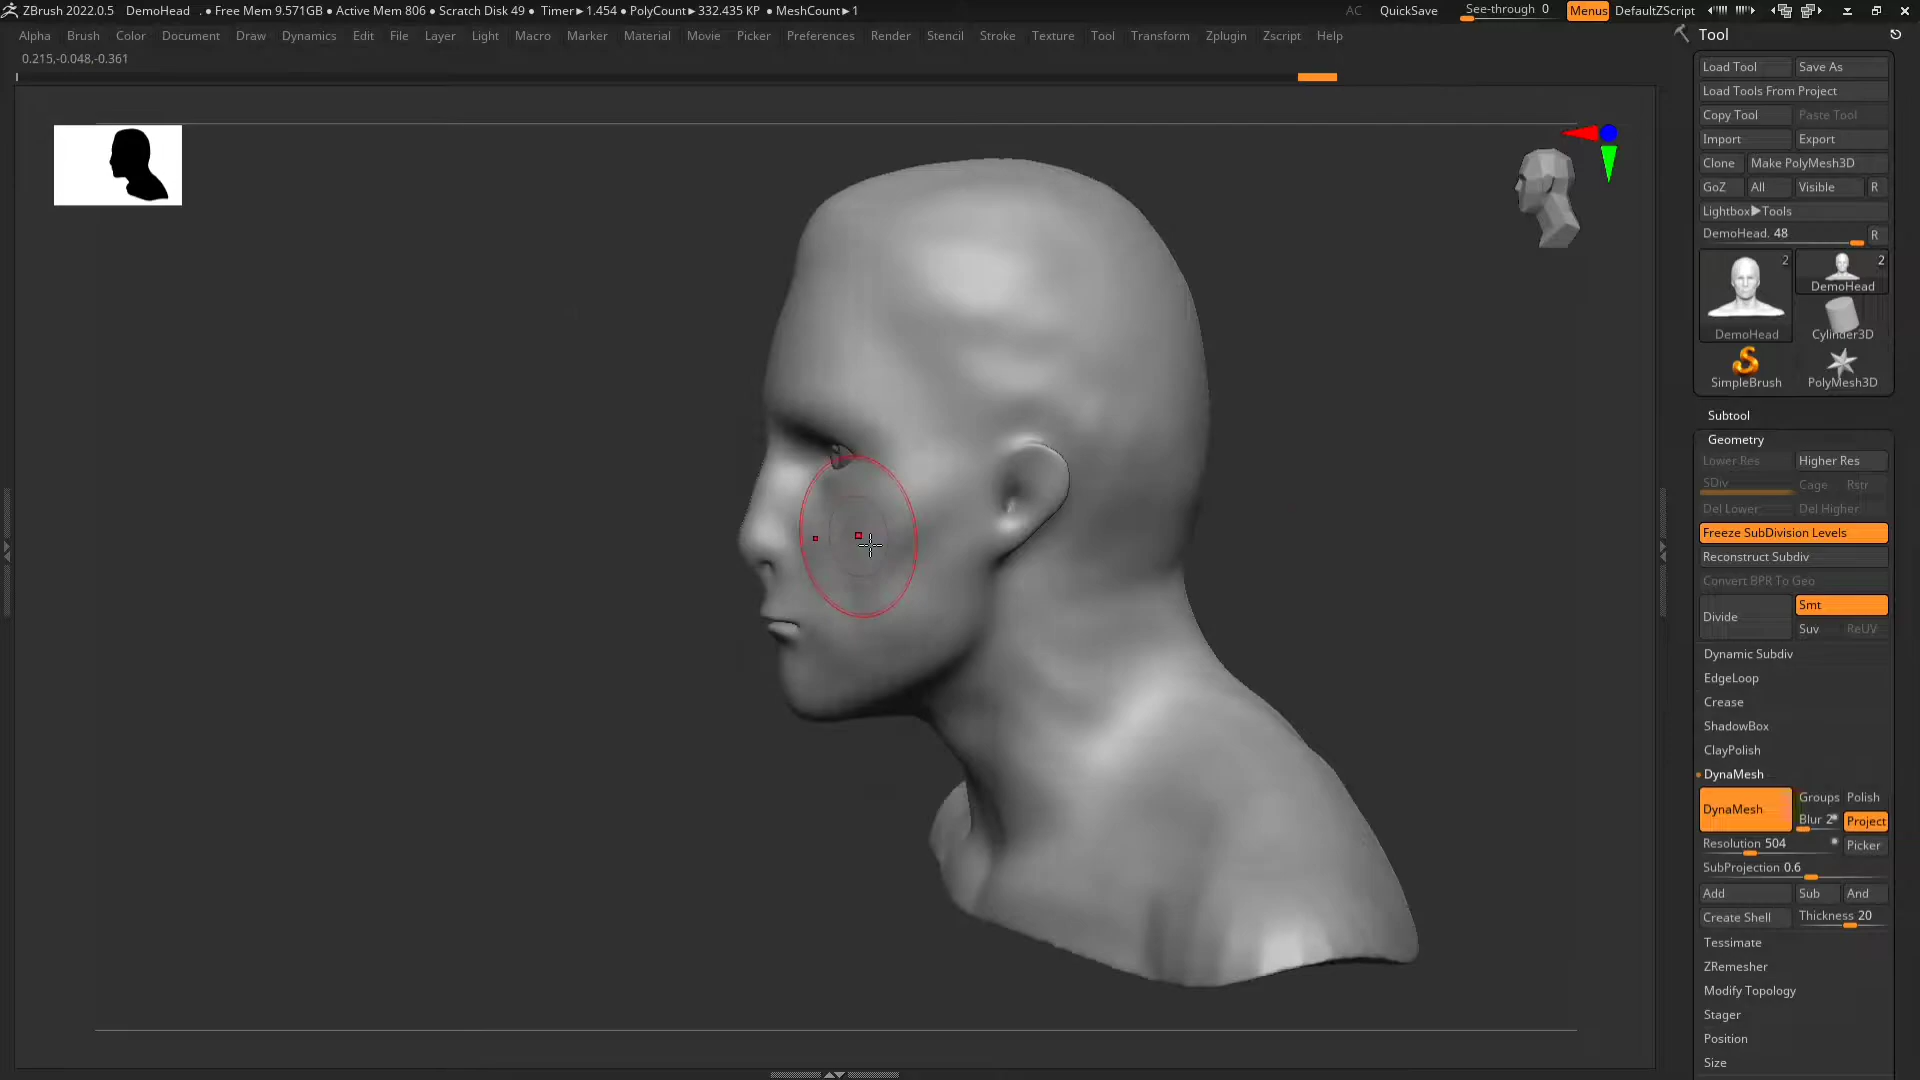 ZBrush 2022.0.5 DemoHead . ● Free Mem 9.571GB ● Active Mem 806 ● Scratch Disk 49 ● Timer►1.454 ● PolyCount►332.435 KP ● MeshCount►1 AC QuickSave See-through 0 Menus DefaultZScript
Alpha Brush Color Document Draw Dynamics Edit File Layer Light Macro Marker Material Movie Picker Preferences Render Stencil Stroke Texture Tool Transform Zplugin Zscript Help
0.215,-0.048,-0.361
Tool
Load Tool Save As
Load Tools From Project
Copy Tool Paste Tool
Import Export
Clone Make PolyMesh3D
GoZ All Visible R
Lightbox►Tools
DemoHead. 48 R
2 2
DemoHead
DemoHead Cylinder3D
SimpleBrush PolyMesh3D
Subtool
Geometry
Lower Res Higher Res
SDiv Cage Rstr
Del Lower Del Higher
Freeze SubDivision Levels
Reconstruct Subdiv
Convert BPR To Geo
Divide Smt
Suv ReUV
Dynamic Subdiv
EdgeLoop
Crease
ShadowBox
ClayPolish
DynaMesh
DynaMesh Groups Polish
Blur 2 Project
Resolution 504 Picker
SubProjection 0.6
Add Sub And
Create Shell Thickness 20
Tessimate
ZRemesher
Modify Topology
Stager
Position
Size